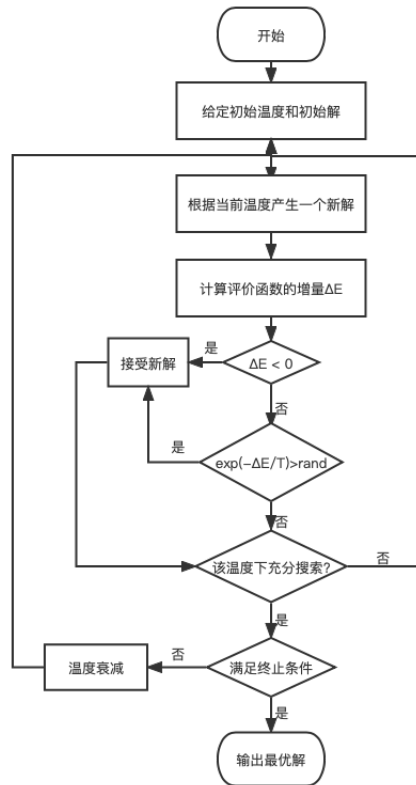 开始
给定初始温度和初始解
根据当前温度产生一个新解
计算评价函数的增量ΔE
接受新解
是
ΔE < 0
否
是
exp(−ΔE/T)>rand
否
该温度下充分搜索?
否
是
温度衰减
否
满足终止条件
是
输出最优解